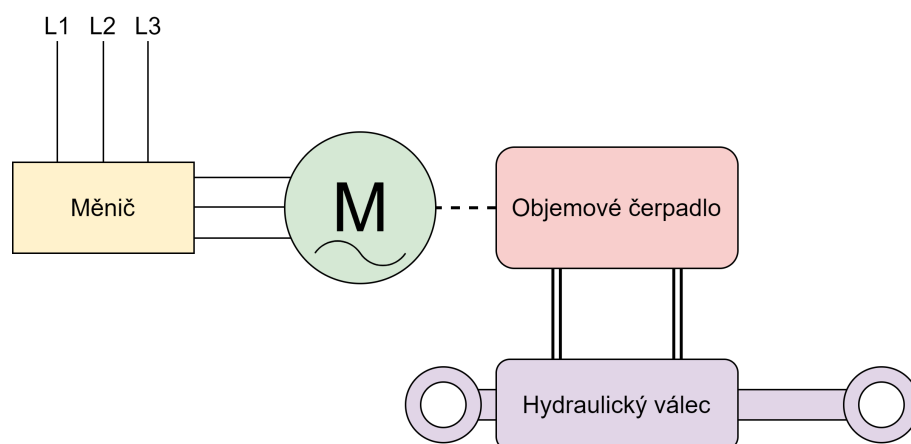 L1 L2 L3
Měnič
M
Objemové čerpadlo
Hydraulický válec